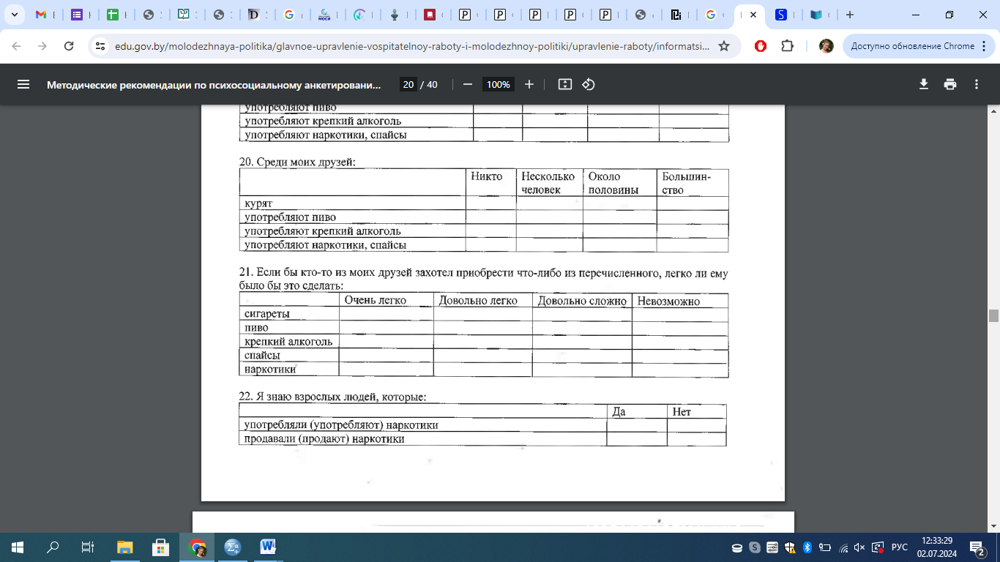 edu.gov.by/molodezhnaya-politika/glavnoe-upravlenie-vospitatelnoy-raboty-i-molodezhnoy-politiki/upravlenie-raboty/informatsi...
Доступно обновление Chrome
Методические рекомендации по психосоциальному анкетировани...
20 / 40
100%
употребляют пиво
употребляют крепкий алкоголь
употребляют наркотики, спайсы
20. Среди моих друзей:
Никто Несколько Около Большин-
человек половины ство
курят
употребляют пиво
употребляют крепкий алкоголь
употребляют наркотики, спайсы
21. Если бы кто-то из моих друзей захотел приобрести что-либо из перечисленного, легко ли ему
было бы это сделать:
Очень легко Довольно легко Довольно сложно Невозможно
сигареты
пиво
крепкий алкоголь
спайсы
наркотики
22. Я знаю взрослых людей, которые:
Да Нет
употребляли (употребляют) наркотики
продавали (продают) наркотики
РУС
12:33:29
02.07.2024
2